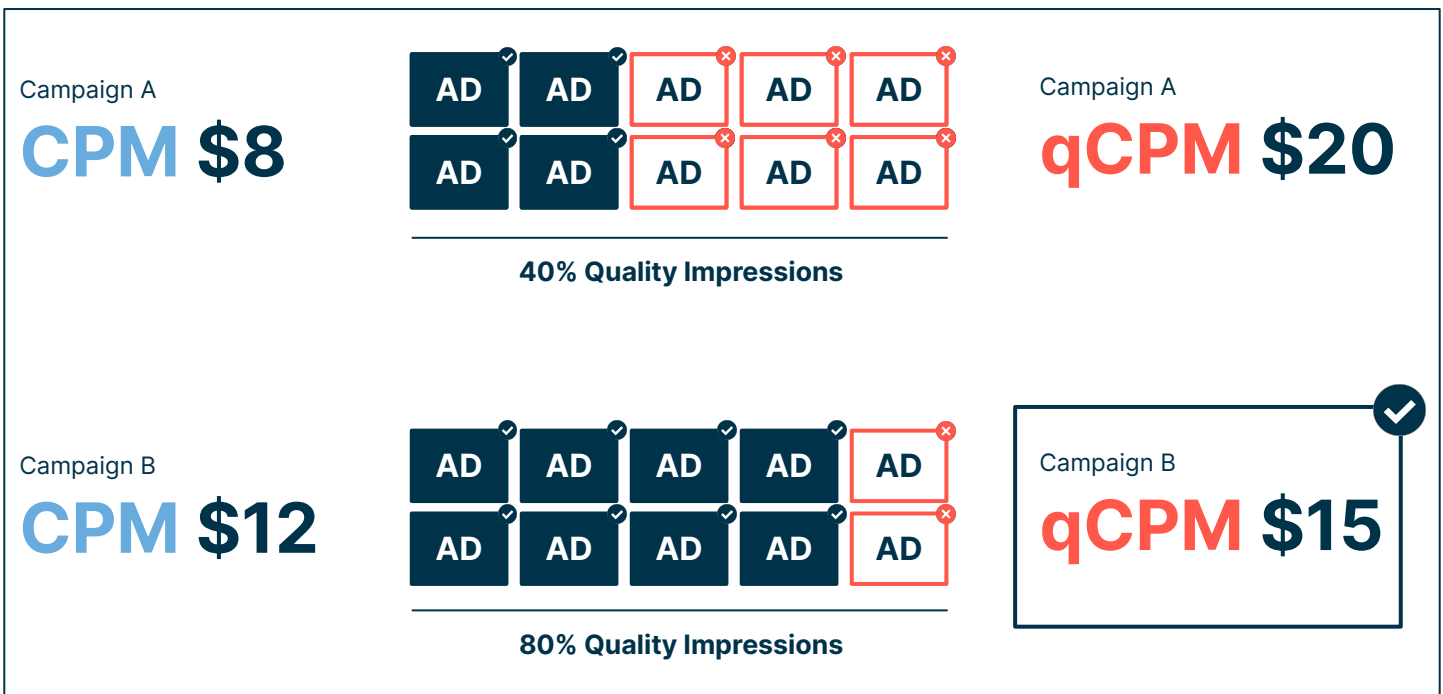 Campaign A
CPM $8
AD AD AD AD AD
AD AD AD AD AD
40% Quality Impressions
Campaign A
qCPM $20
Campaign B
CPM $12
AD AD AD AD AD
AD AD AD AD AD
80% Quality Impressions
Campaign B
qCPM $15